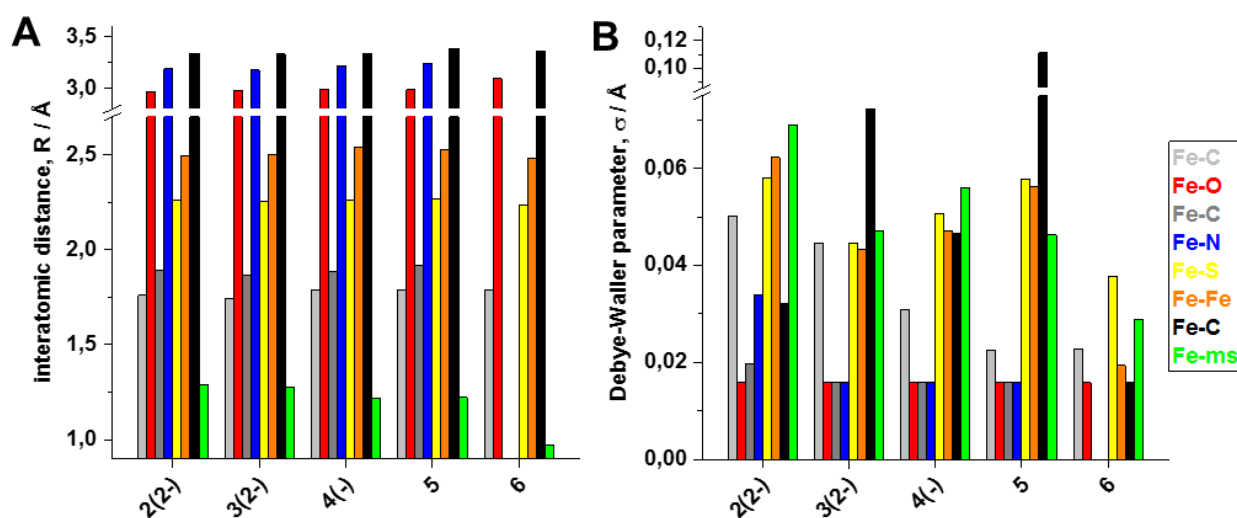 A
interatomic distance, R / Å
3,5
3,0
2,5
2,0
1,5
1,0
2(2-)
3(2-)
4(-)
5
6
B
Debye-Waller parameter, σ / Å
0,12
0,10
0,06
0,04
0,02
0,00
2(2-)
3(2-)
4(-)
5
6
Fe-C
Fe-O
Fe-C
Fe-N
Fe-S
Fe-Fe
Fe-C
Fe-ms